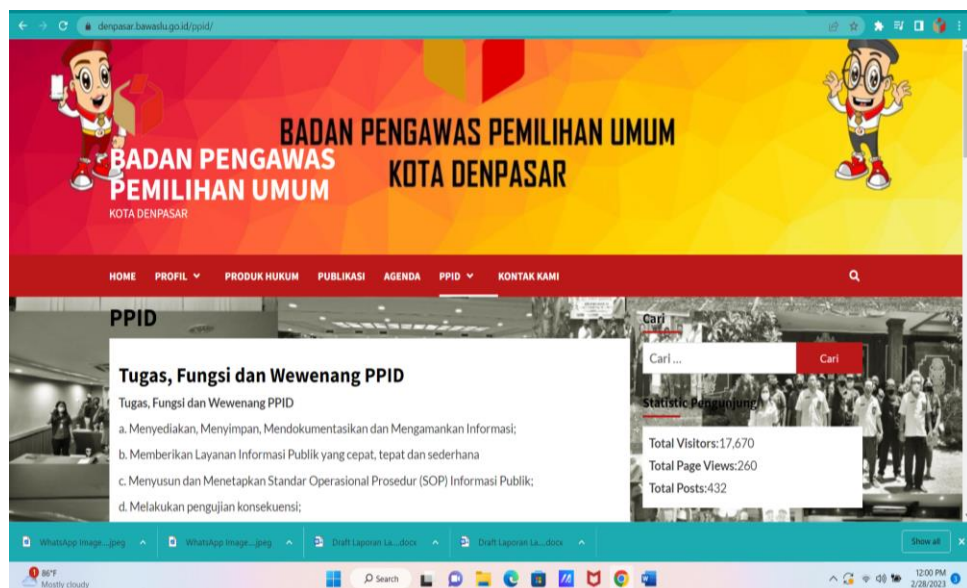 denpasar.bawaslu.go.id/ppid/
BADAN PENGAWAS PEMILIHAN UMUM
KOTA DENPASAR
BADAN PENGAWAS
PEMILIHAN UMUM
KOTA DENPASAR
HOME PROFIL PRODUK HUKUM PUBLIKASI AGENDA PPID KONTAK KAMI
PPID
Tugas, Fungsi dan Wewenang PPID
Tugas, Fungsi dan Wewenang PPID
a. Menyediakan, Menyimpan, Mendokumentasikan dan Mengamankan Informasi;
b. Memberikan Layanan Informasi Publik yang cepat, tepat dan sederhana
c. Menyusun dan Menetapkan Standar Operasional Prosedur (SOP) Informasi Publik;
d. Melakukan pengujian konsekuensi;
Cari
Cari ... Cari
Statistic Pengunjung
Total Visitors:17,670
Total Page Views:260
Total Posts:432
WhatsApp Image....jpeg WhatsApp Image....jpeg Draft Laporan La....docx Draft Laporan La....docx Show all
1 86°F
Mostly cloudy
Search
12:00 PM
2/28/2023